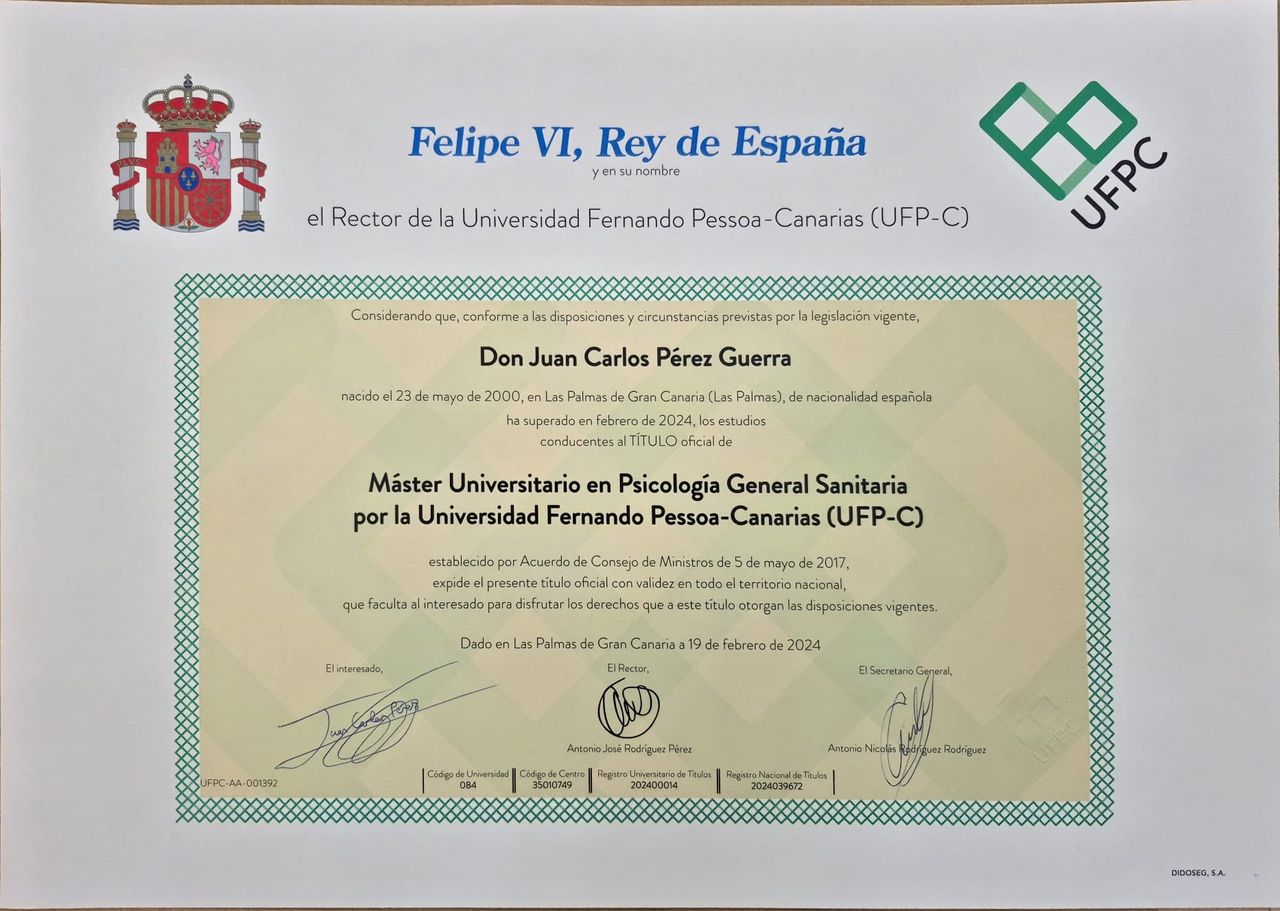 Felipe VI, Rey de España
y en su nombre
el Rector de la Universidad Fernando Pessoa-Canarias (UFP-C)
UFPC
PLVS
Considerando que, conforme a las disposiciones y circunstancias previstas por la legislación vigente,
Don Juan Carlos Pérez Guerra
nacido el 23 de mayo de 2000, en Las Palmas de Gran Canaria (Las Palmas), de nacionalidad española
ha superado en febrero de 2024, los estudios
conducentes al TÍTULO oficial de
Máster Universitario en Psicología General Sanitaria
por la Universidad Fernando Pessoa-Canarias (UFP-C)
establecido por Acuerdo de Consejo de Ministros de 5 de mayo de 2017,
expide el presente título oficial con validez en todo el territorio nacional,
que faculta al interesado para disfrutar los derechos que a este título otorgan las disposiciones vigentes.
Dado en Las Palmas de Gran Canaria a 19 de febrero de 2024
El interesado,
El Rector,
El Secretario General,
Juan Carlos Pérez
Antonio José Rodríguez Pérez
Antonio Nicolás Rodríguez Rodríguez
UFPC
UFPC-AA-001392
Código de Universidad
084
Código de Centro
35010749
Registro Universitario de Títulos
202400014
Registro Nacional de Títulos
2024039672
DIDOSEG, S.A.